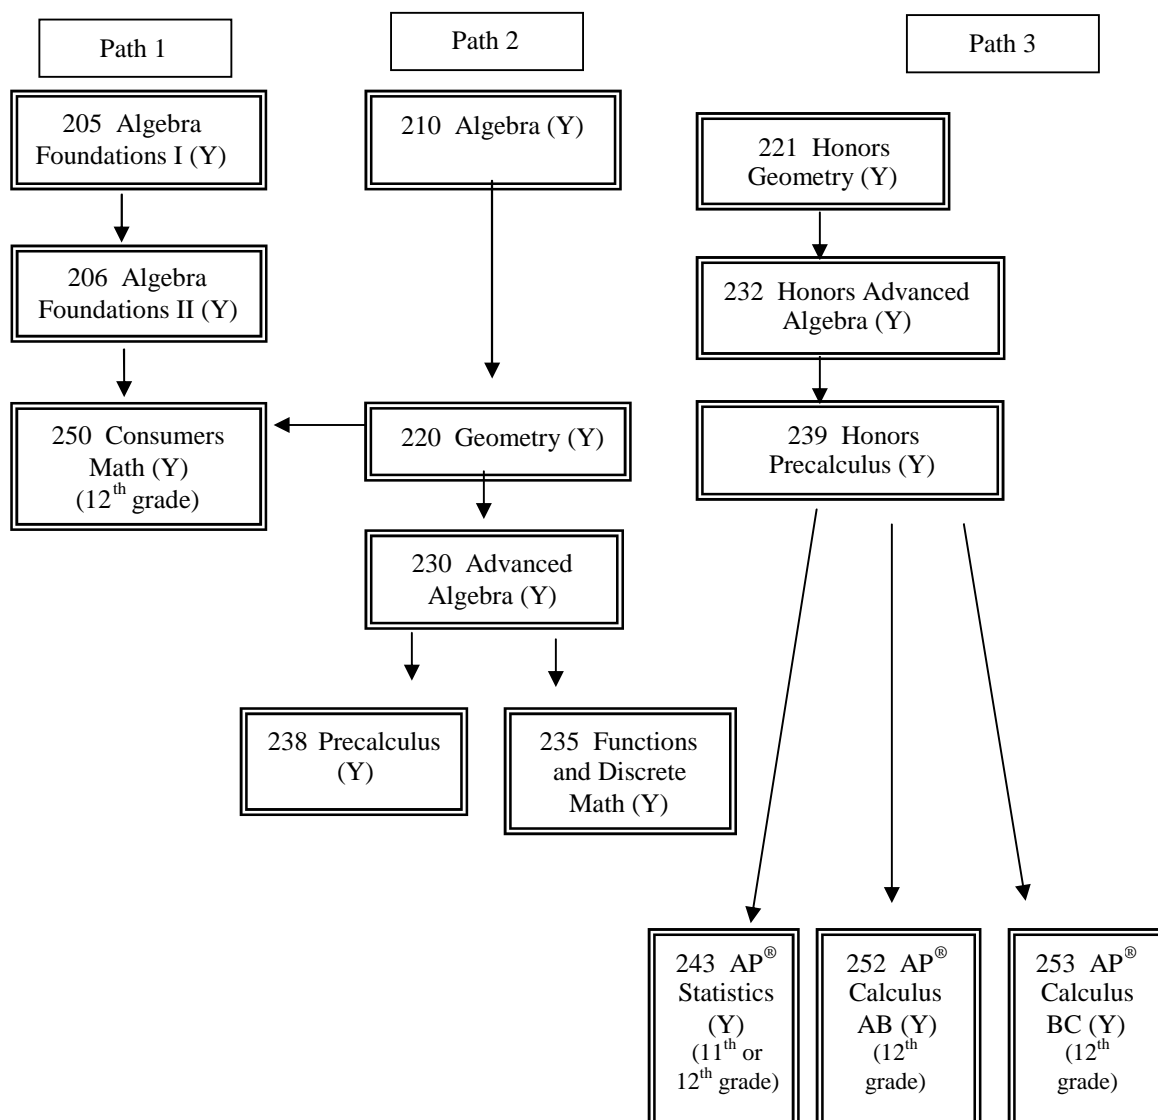 Path 1
Path 2
Path 3
205 Algebra
Foundations I (Y)
210 Algebra (Y)
221 Honors
Geometry (Y)
206 Algebra
Foundations II (Y)
232 Honors Advanced
Algebra (Y)
250 Consumers
Math (Y)
(12th grade)
220 Geometry (Y)
239 Honors
Precalculus (Y)
230 Advanced
Algebra (Y)
238 Precalculus
(Y)
235 Functions
and Discrete
Math (Y)
243 AP®
Statistics
(Y)
(11th or
12th grade)
252 AP®
Calculus
AB (Y)
(12th
grade)
253 AP®
Calculus
BC (Y)
(12th
grade)